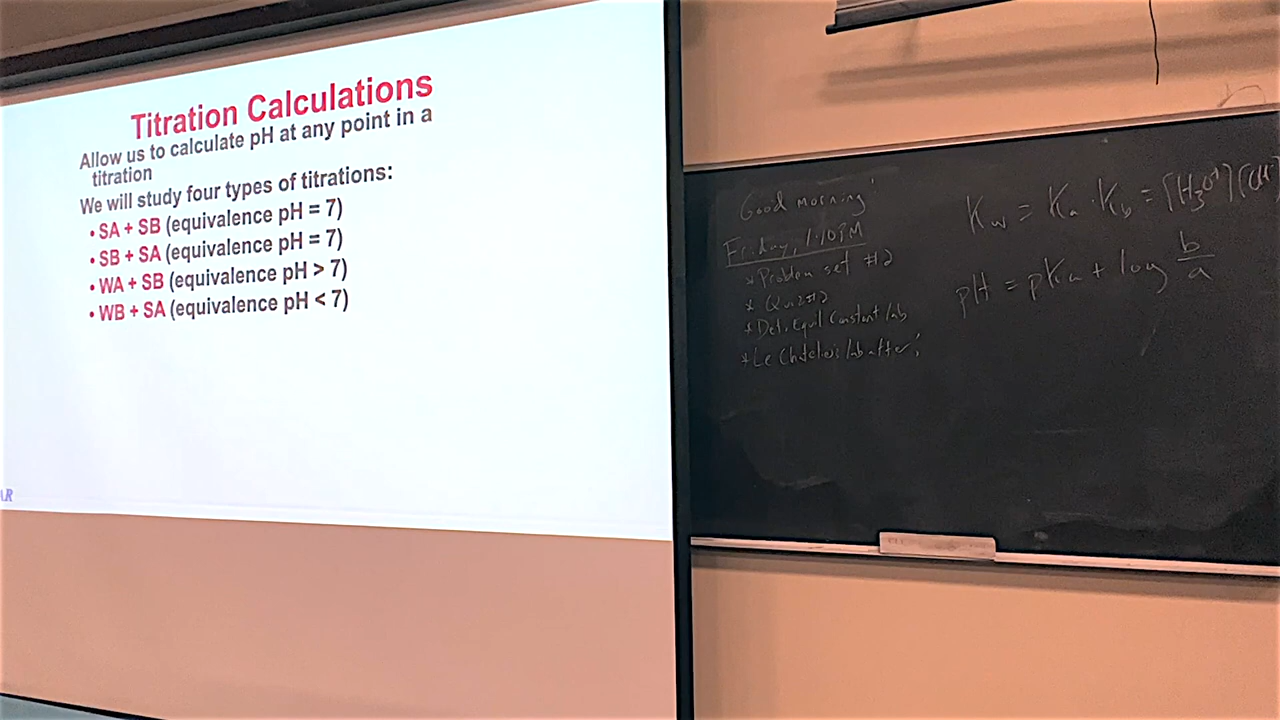 Titration Calculations
Allow us to calculate pH at any point in a
titration
We will study four types of titrations:
• SA + SB (equivalence pH = 7)
• SB + SA (equivalence pH = 7)
• WA + SB (equivalence pH > 7)
• WB + SA (equivalence pH < 7)
AR
Good morning!
Friday, 1:10PM
* Problem set #2
* Quiz #2
* Det. Equil Constant lab
* Le Chatelier's lab after!
Kw = Ka · Kb = [H3O+][OH-
pH = pKa + log b/a